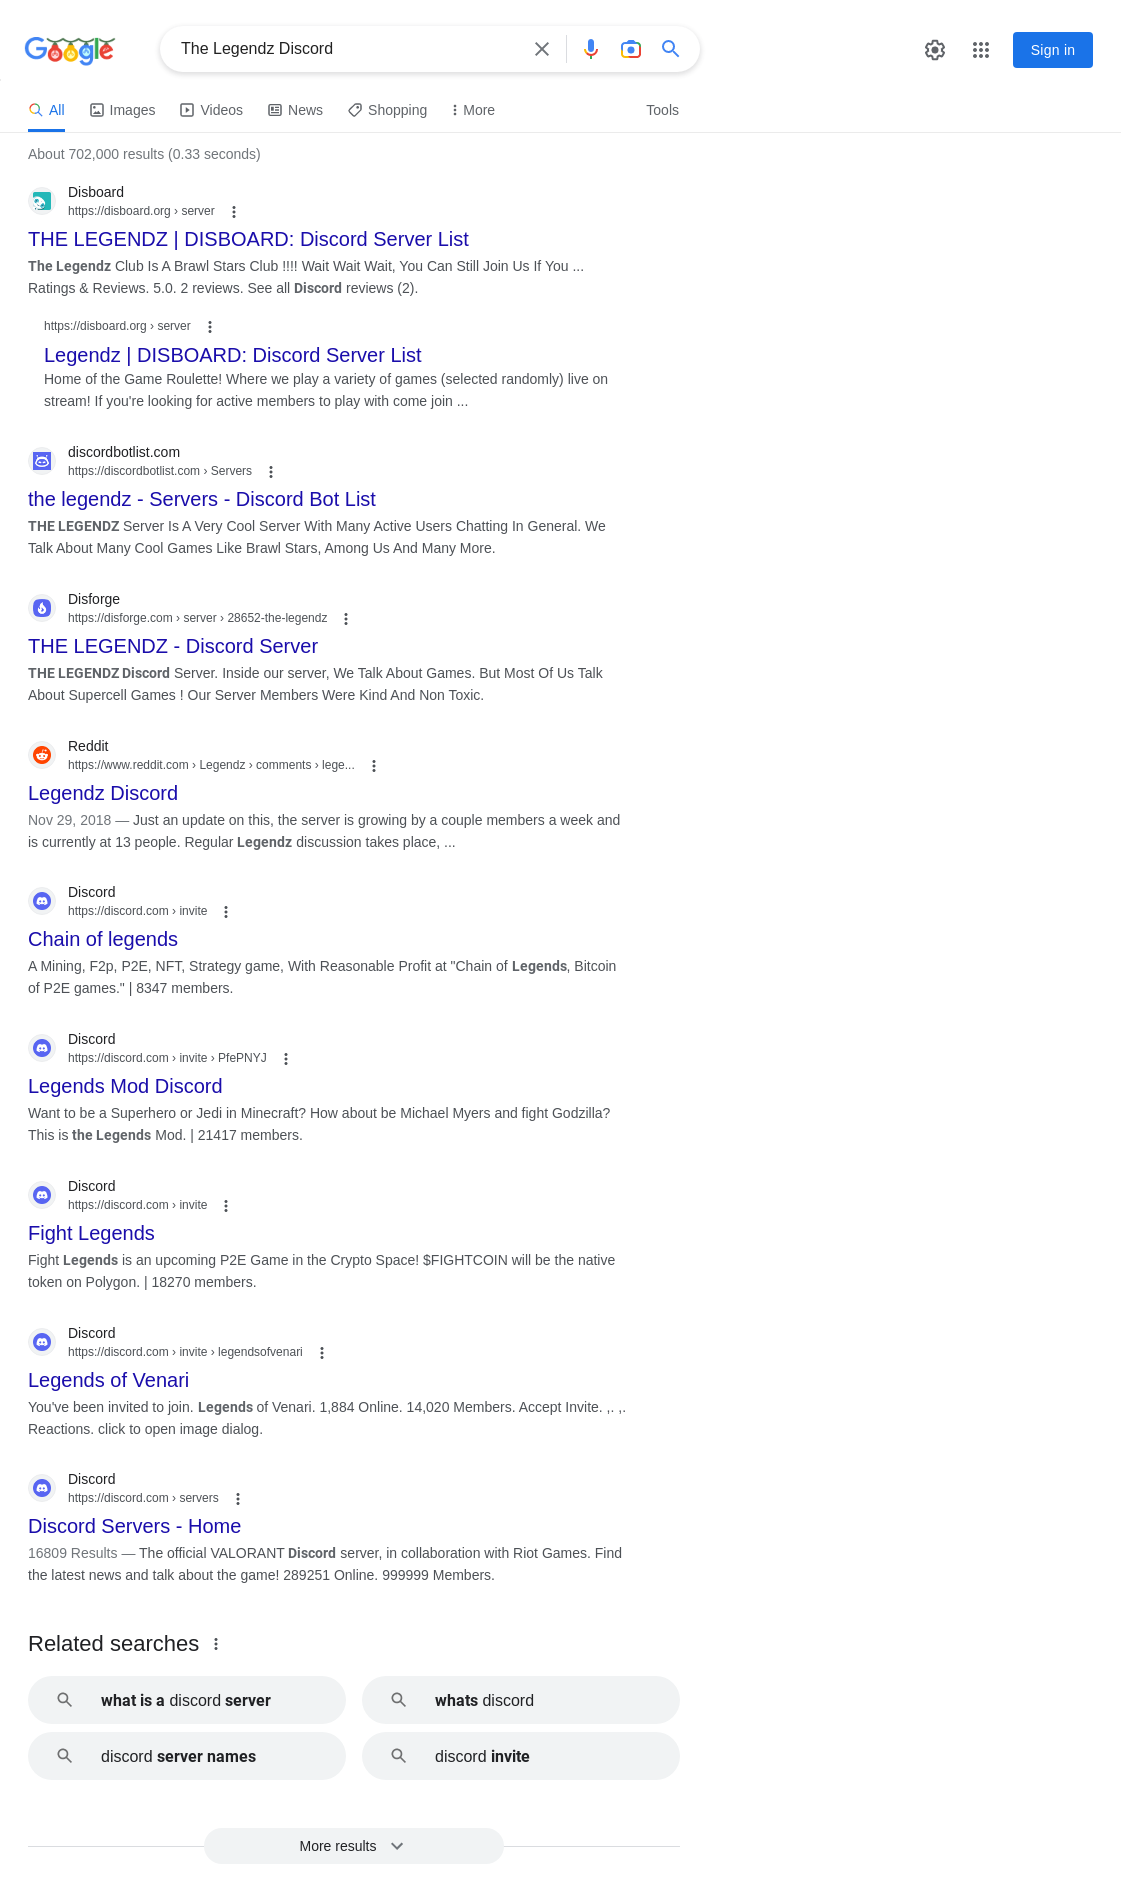 Google
The Legendz Discord
Sign in
All
Images
Videos
News
Shopping
More
Tools
About 702,000 results (0.33 seconds)
Disboard
https://disboard.org › server
THE LEGENDZ | DISBOARD: Discord Server List
The Legendz Club Is A Brawl Stars Club !!!! Wait Wait Wait, You Can Still Join Us If You ...
Ratings & Reviews. 5.0. 2 reviews. See all Discord reviews (2).
https://disboard.org › server
Legendz | DISBOARD: Discord Server List
Home of the Game Roulette! Where we play a variety of games (selected randomly) live on
stream! If you're looking for active members to play with come join ...
discordbotlist.com
https://discordbotlist.com › Servers
the legendz - Servers - Discord Bot List
THE LEGENDZ Server Is A Very Cool Server With Many Active Users Chatting In General. We
Talk About Many Cool Games Like Brawl Stars, Among Us And Many More.
Disforge
https://disforge.com › server › 28652-the-legendz
THE LEGENDZ - Discord Server
THE LEGENDZ Discord Server. Inside our server, We Talk About Games. But Most Of Us Talk
About Supercell Games ! Our Server Members Were Kind And Non Toxic.
Reddit
https://www.reddit.com › Legendz › comments › lege...
Legendz Discord
Nov 29, 2018 — Just an update on this, the server is growing by a couple members a week and
is currently at 13 people. Regular Legendz discussion takes place, ...
Discord
https://discord.com › invite
Chain of legends
A Mining, F2p, P2E, NFT, Strategy game, With Reasonable Profit at "Chain of Legends, Bitcoin
of P2E games." | 8347 members.
Discord
https://discord.com › invite › PfePNYJ
Legends Mod Discord
Want to be a Superhero or Jedi in Minecraft? How about be Michael Myers and fight Godzilla?
This is the Legends Mod. | 21417 members.
Discord
https://discord.com › invite
Fight Legends
Fight Legends is an upcoming P2E Game in the Crypto Space! $FIGHTCOIN will be the native
token on Polygon. | 18270 members.
Discord
https://discord.com › invite › legendsofvenari
Legends of Venari
You've been invited to join. Legends of Venari. 1,884 Online. 14,020 Members. Accept Invite. ,. ,.
Reactions. click to open image dialog.
Discord
https://discord.com › servers
Discord Servers - Home
16809 Results — The official VALORANT Discord server, in collaboration with Riot Games. Find
the latest news and talk about the game! 289251 Online. 999999 Members.
Related searches
what is a discord server
whats discord
discord server names
discord invite
More results